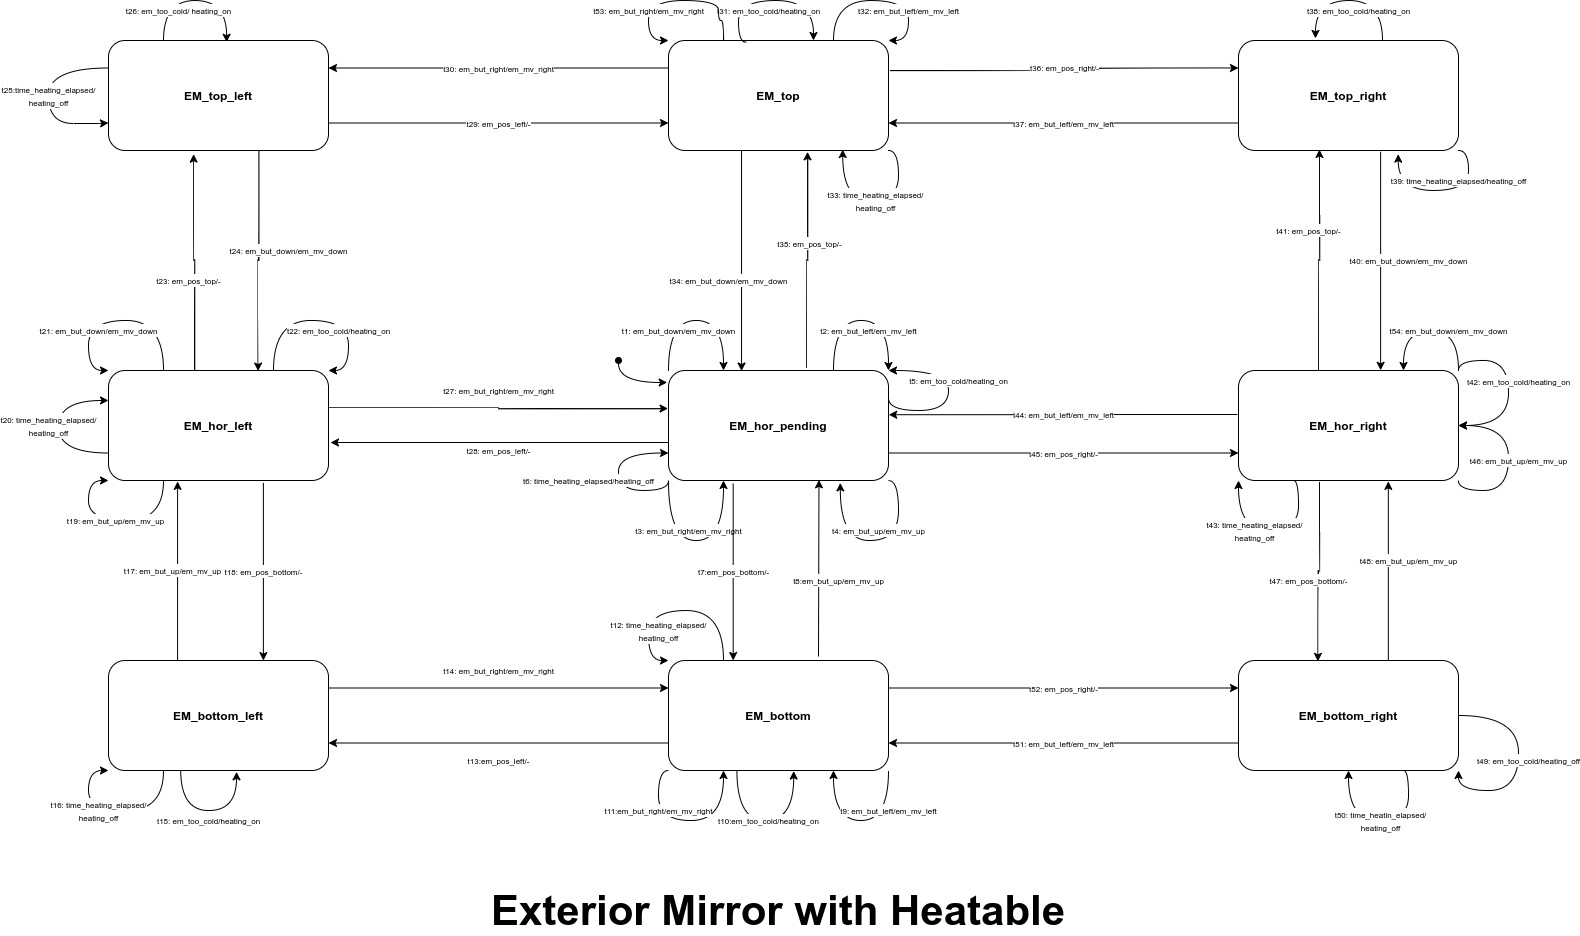 t26: em_too_cold/ heating_on
t53: em_but_right/em_mv_right
t31: em_too_cold/heating_on
t32: em_but_left/em_mv_left
t38: em_too_cold/heating_on
t30: em_but_right/em_mv_right
t36: em_pos_right/-
t25:time_heating_elapsed/
heating_off
EM_top_left
EM_top
EM_top_right
t29: em_pos_left/-
t37: em_but_left/em_mv_left
t33: time_heating_elapsed/
heating_off
t39: time_heating_elapsed/heating_off
t24: em_but_down/em_mv_down
t35: em_pos_top/-
t41: em_pos_top/-
t40: em_but_down/em_mv_down
t23: em_pos_top/-
t34: em_but_down/em_mv_down
t21: em_but_down/em_mv_down
t22: em_too_cold/heating_on
t1: em_but_down/em_mv_down
t2: em_but_left/em_mv_left
t54: em_but_down/em_mv_down
t27: em_but_right/em_mv_right
t5: em_too_cold/heating_on
t42: em_too_cold/heating_on
t20: time_heating_elapsed/
heating_off
EM_hor_left
EM_hor_pending
t44: em_but_left/em_mv_left
EM_hor_right
t28: em_pos_left/-
t45: em_pos_right/-
t46: em_but_up/em_mv_up
t6: time_heating_elapsed/heating_off
t19: em_but_up/em_mv_up
t3: em_but_right/em_mv_right
t4: em_but_up/em_mv_up
t43: time_heating_elapsed/
heating_off
t17: em_but_up/em_mv_up
t18: em_pos_bottom/-
t7:em_pos_bottom/-
t8:em_but_up/em_mv_up
t47: em_pos_bottom/-
t48: em_but_up/em_mv_up
t12: time_heating_elapsed/
heating_off
t14: em_but_right/em_mv_right
t52: em_pos_right/-
EM_bottom_left
EM_bottom
EM_bottom_right
t13:em_pos_left/-
t51: em_but_left/em_mv_left
t49: em_too_cold/heating_off
t16: time_heating_elapsed/
heating_off
t15: em_too_cold/heating_on
t11:em_but_right/em_mv_right
t10:em_too_cold/heating_on
t9: em_but_left/em_mv_left
t50: time_heatin_elapsed/
heating_off
Exterior Mirror with Heatable